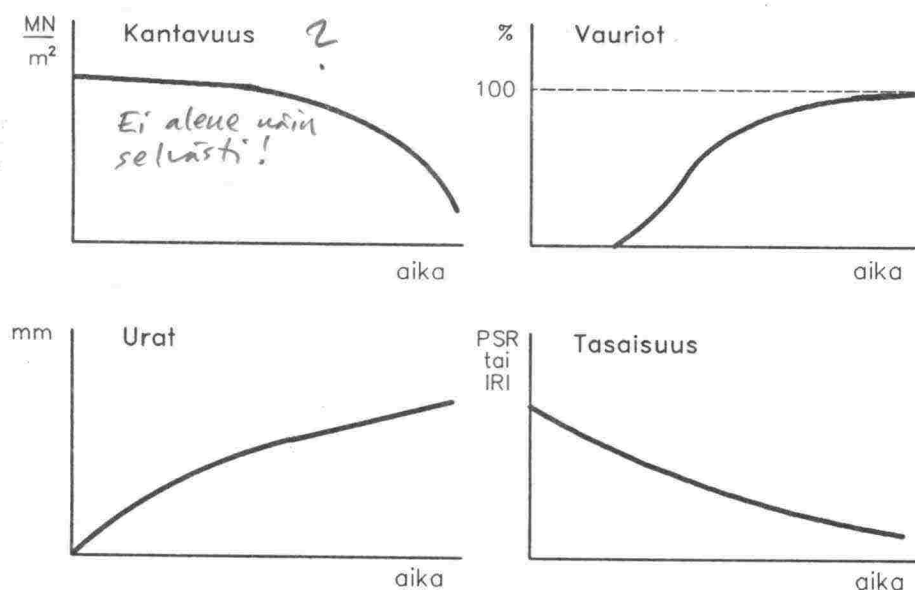 MN
m²
Kantavuus ?
Ei alene näin
selvästi!
aika
%
Vauriot
100
aika
mm
Urat
aika
PSR
tai
IRI
Tasaisuus
aika